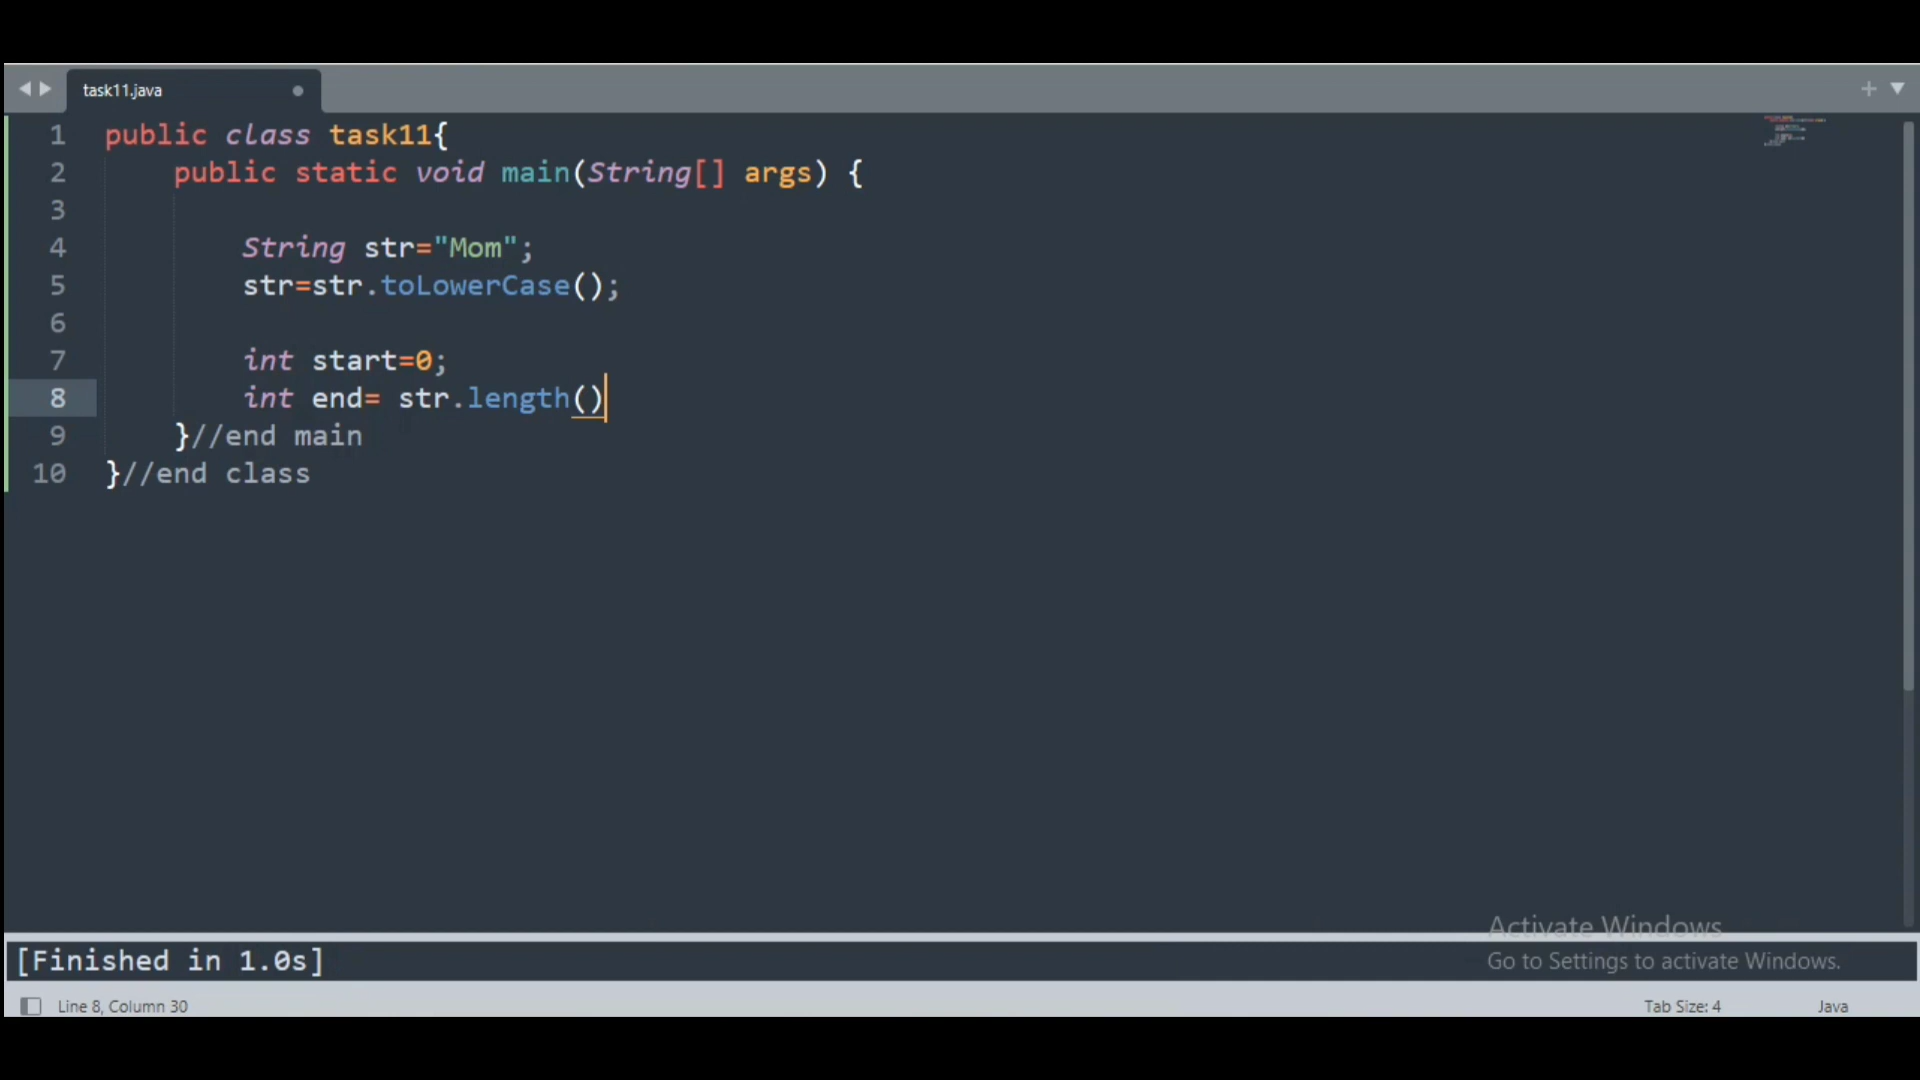 task11.java
1 public class task11{
2 public static void main(String[] args) {
3
4 String str="Mom";
5 str=str.toLowerCase();
6
7 int start=0;
8 int end= str.length()
9 }//end main
10 }//end class
Activate Windows
[Finished in 1.0s]
Go to Settings to activate Windows.
Line 8, Column 30
Tab Size: 4
Java